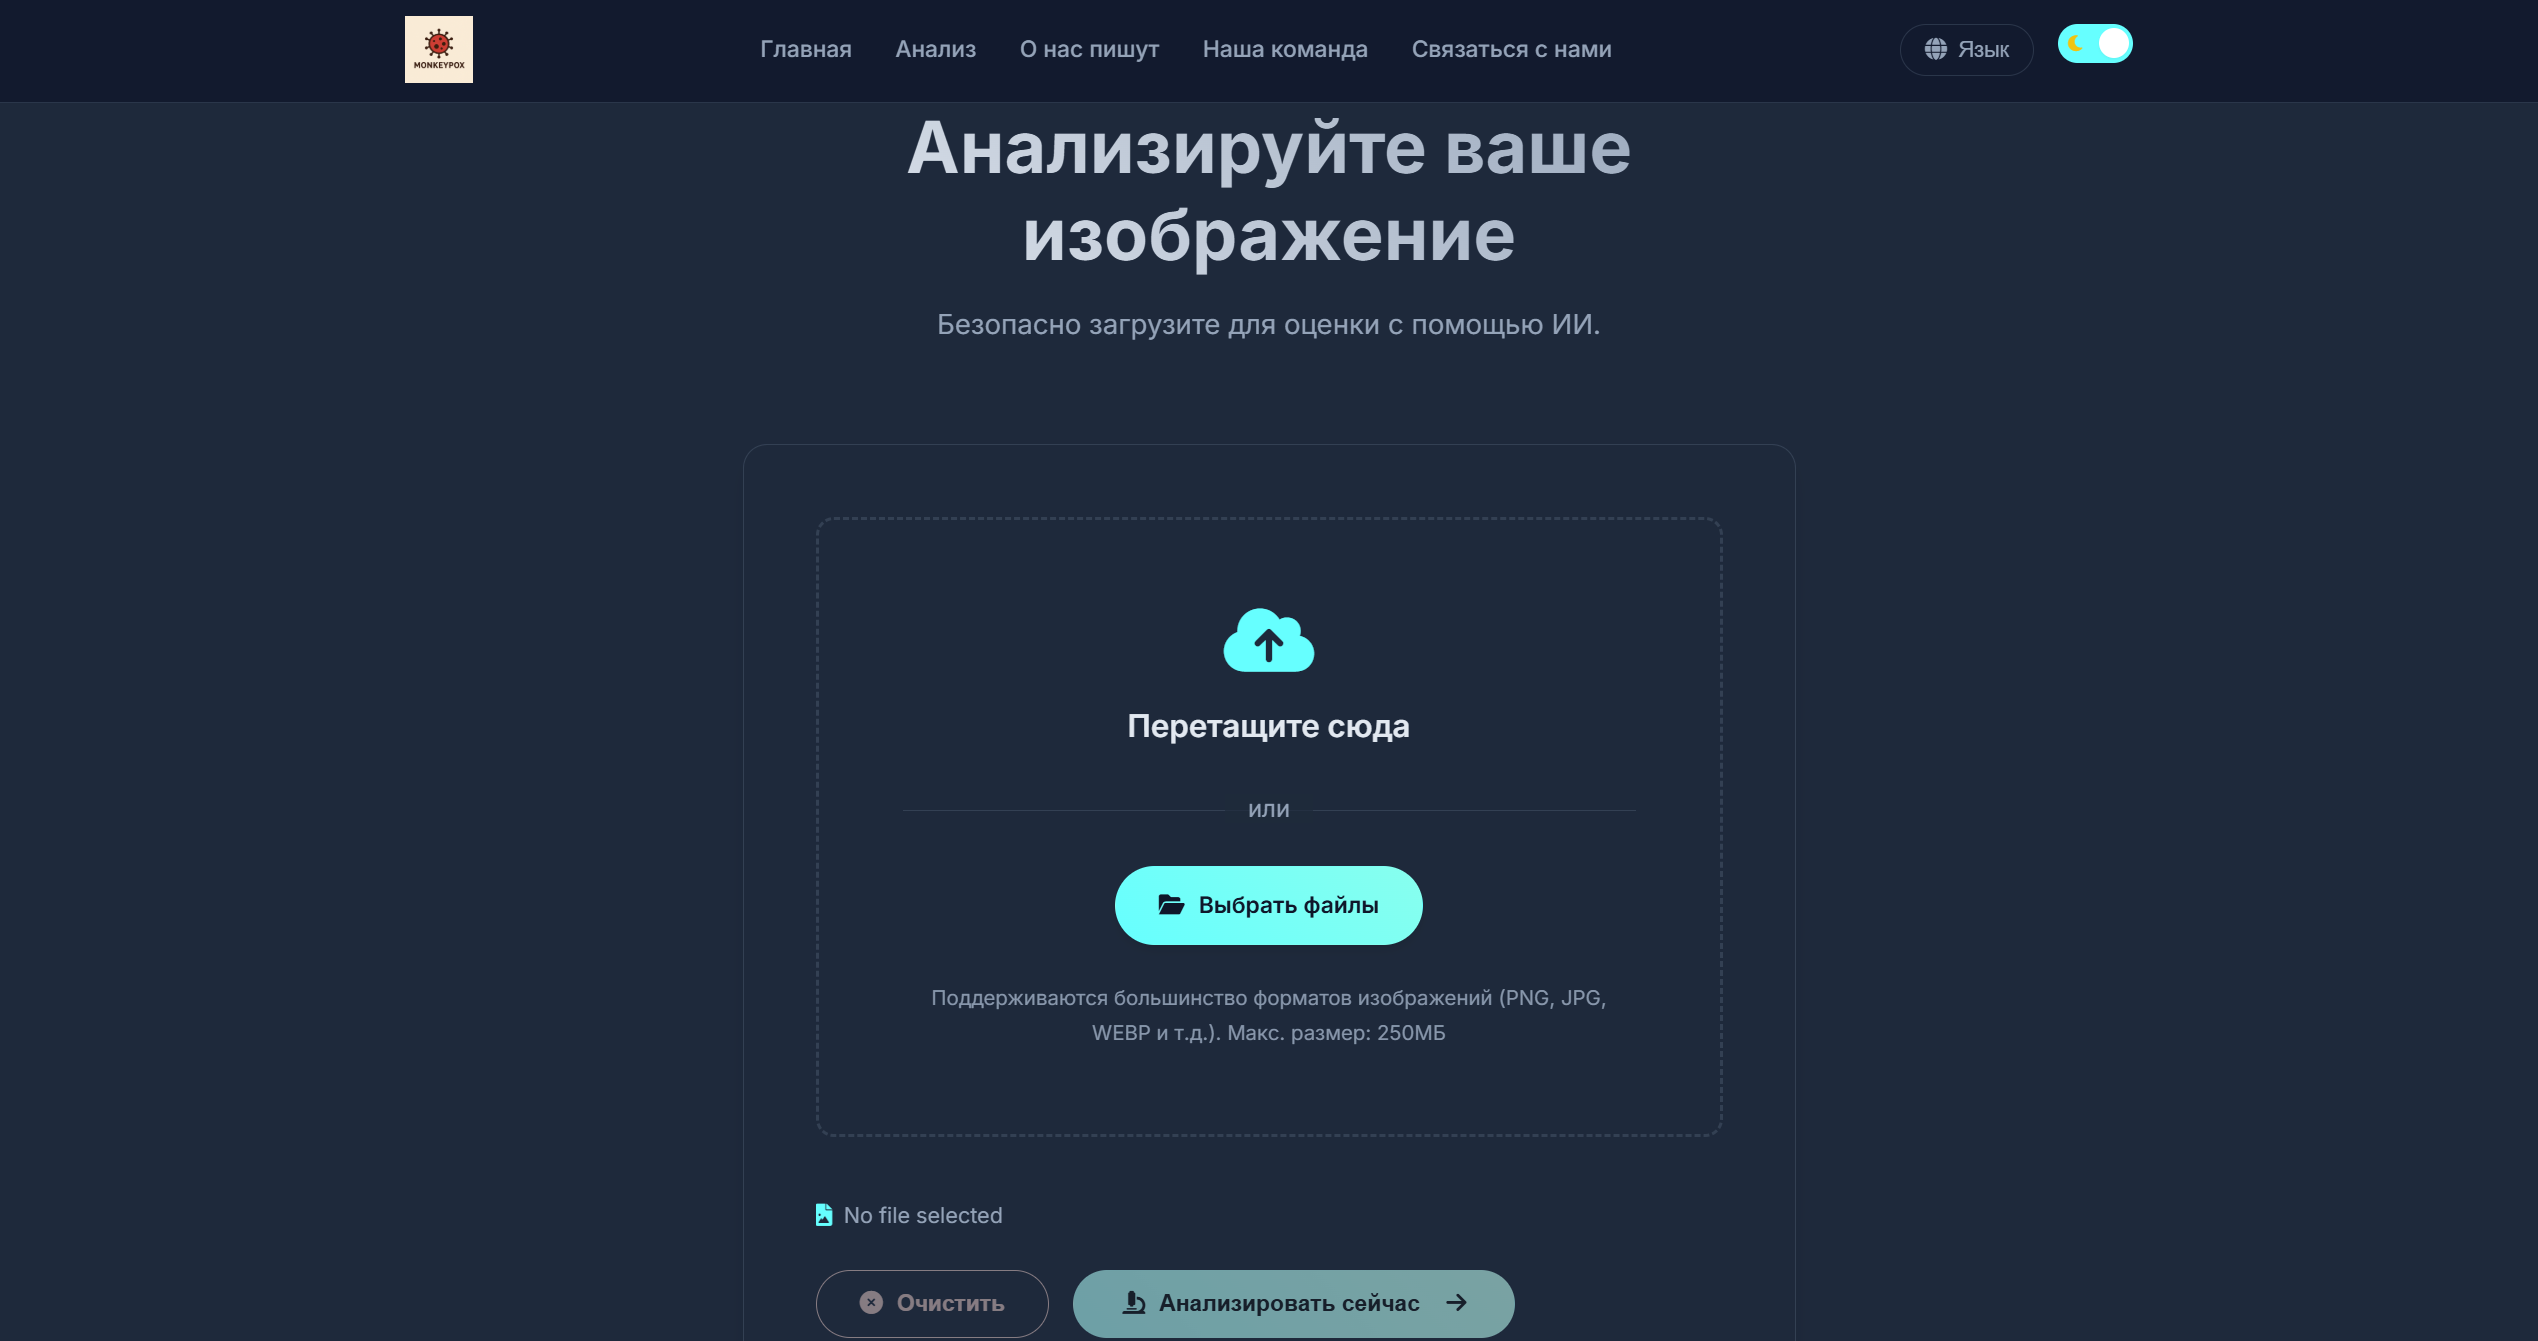 MONKEYPOX
Главная
Анализ
О нас пишут
Наша команда
Связаться с нами
Язык
Анализируйте ваше
изображение
Безопасно загрузите для оценки с помощью ИИ.
Перетащите сюда
или
Выбрать файлы
Поддерживаются большинство форматов изображений (PNG, JPG,
WEBP и т.д.). Макс. размер: 250МБ
No file selected
Очистить
Анализировать сейчас